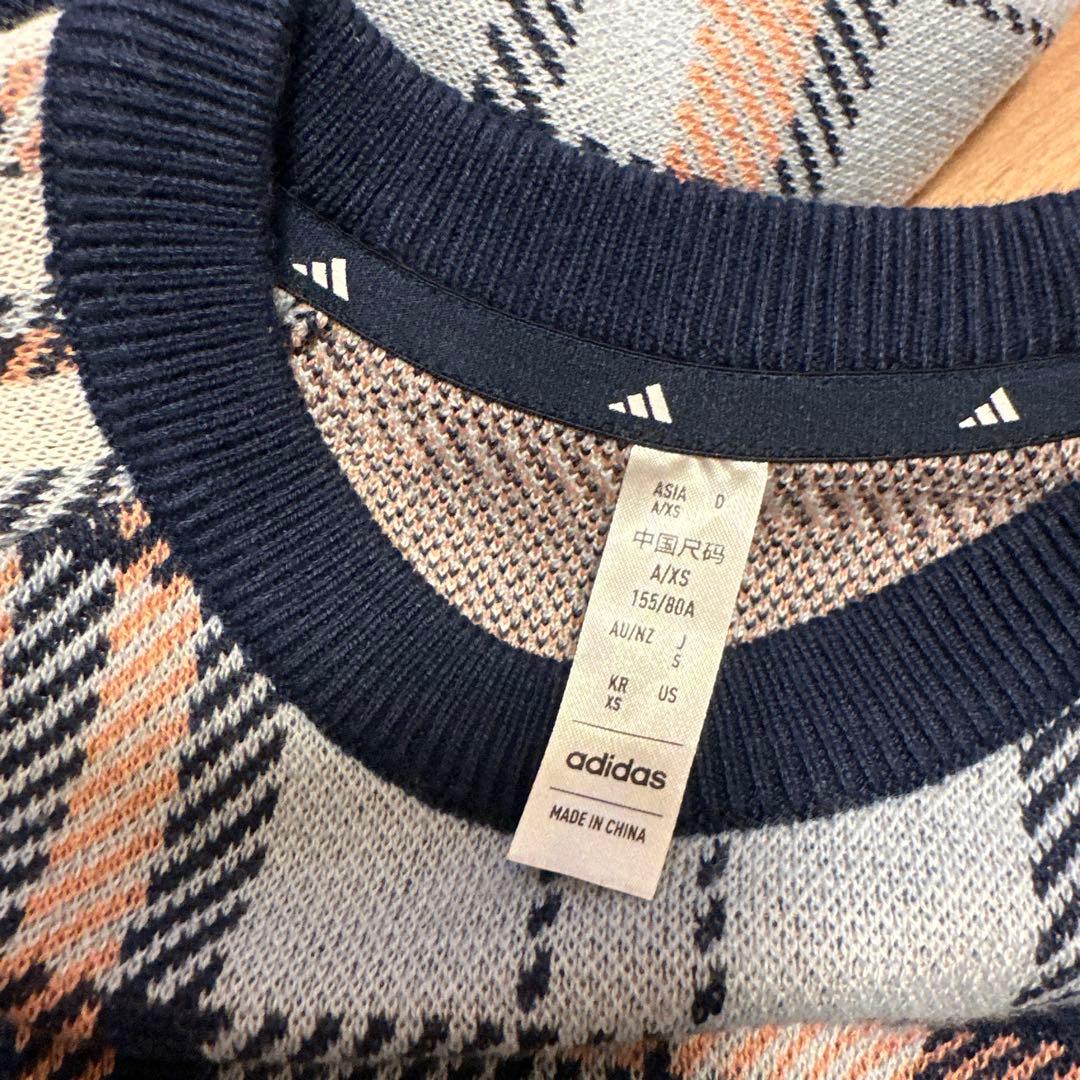 ASIA D
A/XS
中国尺码
A/XS
155/80A
AU/NZ J
S
KR US
XS
adidas
MADE IN CHINA